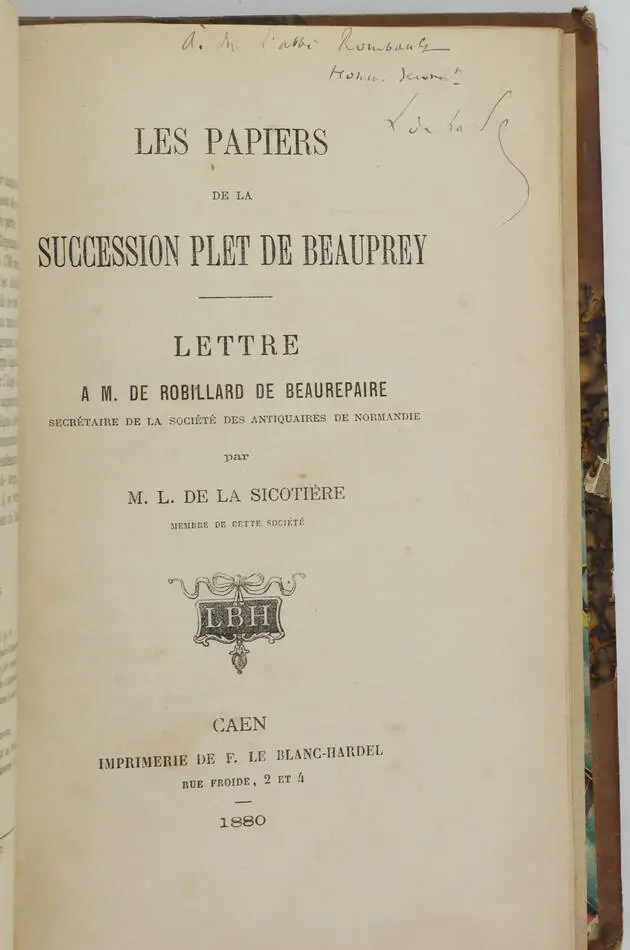 À M. l'abbé Rombault
LES PAPIERS
DE LA
SUCCESSION PLET DE BEAUPREY
LETTRE
A M. DE ROBILLARD DE BEAUREPAIRE
SECRÉTAIRE DE LA SOCIÉTÉ DES ANTIQUAIRES DE NORMANDIE
par
M. L. DE LA SICOTIÈRE
MEMBRE DE CETTE SOCIÉTÉ
LBH
CAEN
IMPRIMERIE DE F. LE BLANC-HARDEL
RUE FROIDE, 2 ET 4
1880